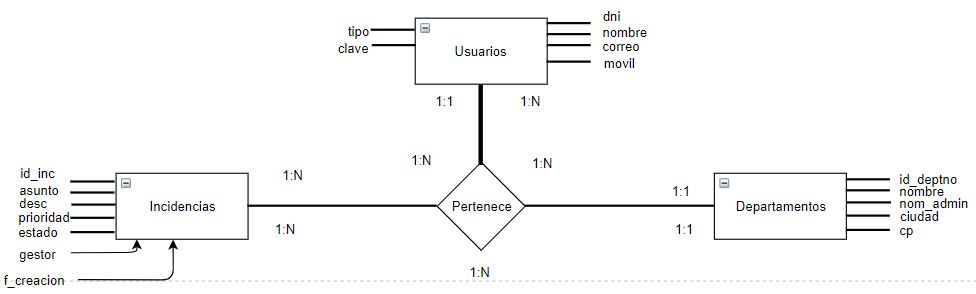 dni
tipo
nombre
clave
Usuarios
correo
movil
1:1
1:N
1:N
1:N
id_inc
1:N
asunto
desc
Incidencias
prioridad
estado
1:N
gestor
f_creacion
Pertenece
1:N
1:1
1:1
Departamentos
id_deptno
nombre
nom_admin
ciudad
cp